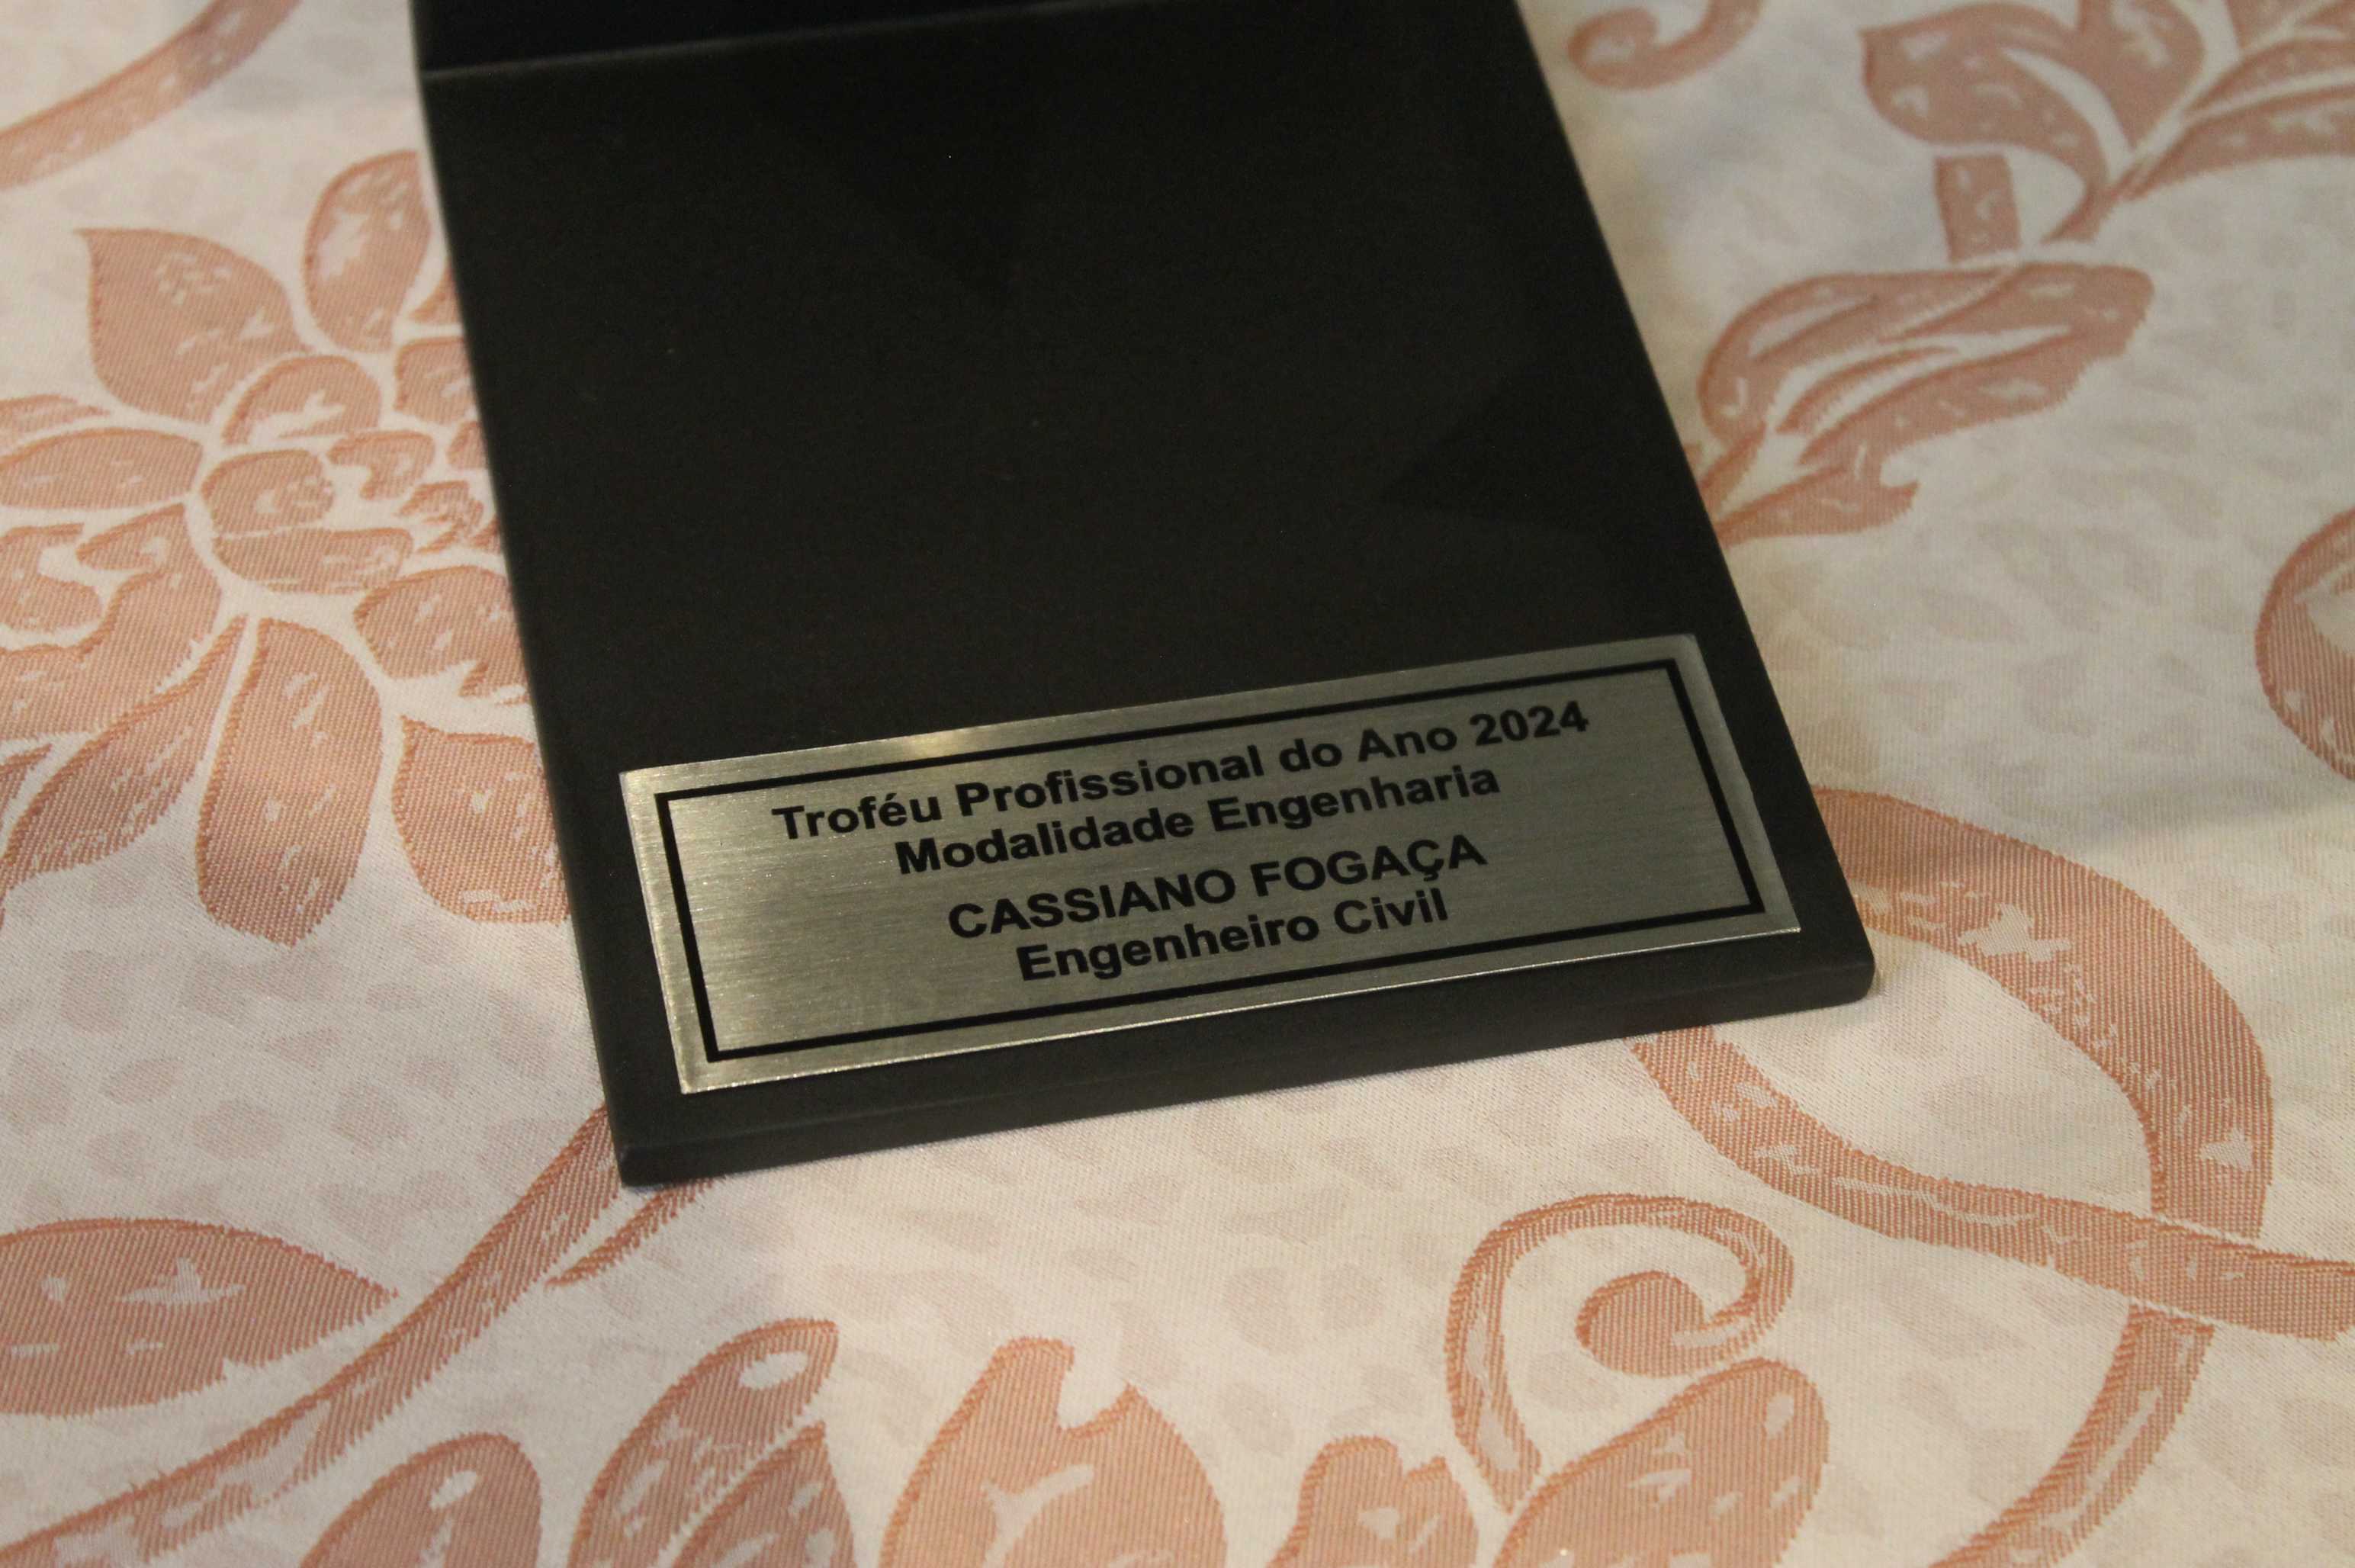 Troféu Profissional do Ano 2024
Modalidade Engenharia
CASSIANO FOGAÇA
Engenheiro Civil